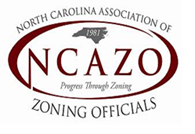 NORTH CAROLINA ASSOCIATION OF
1981
NCAZO
Progress Through Zoning
ZONING OFFICIALS